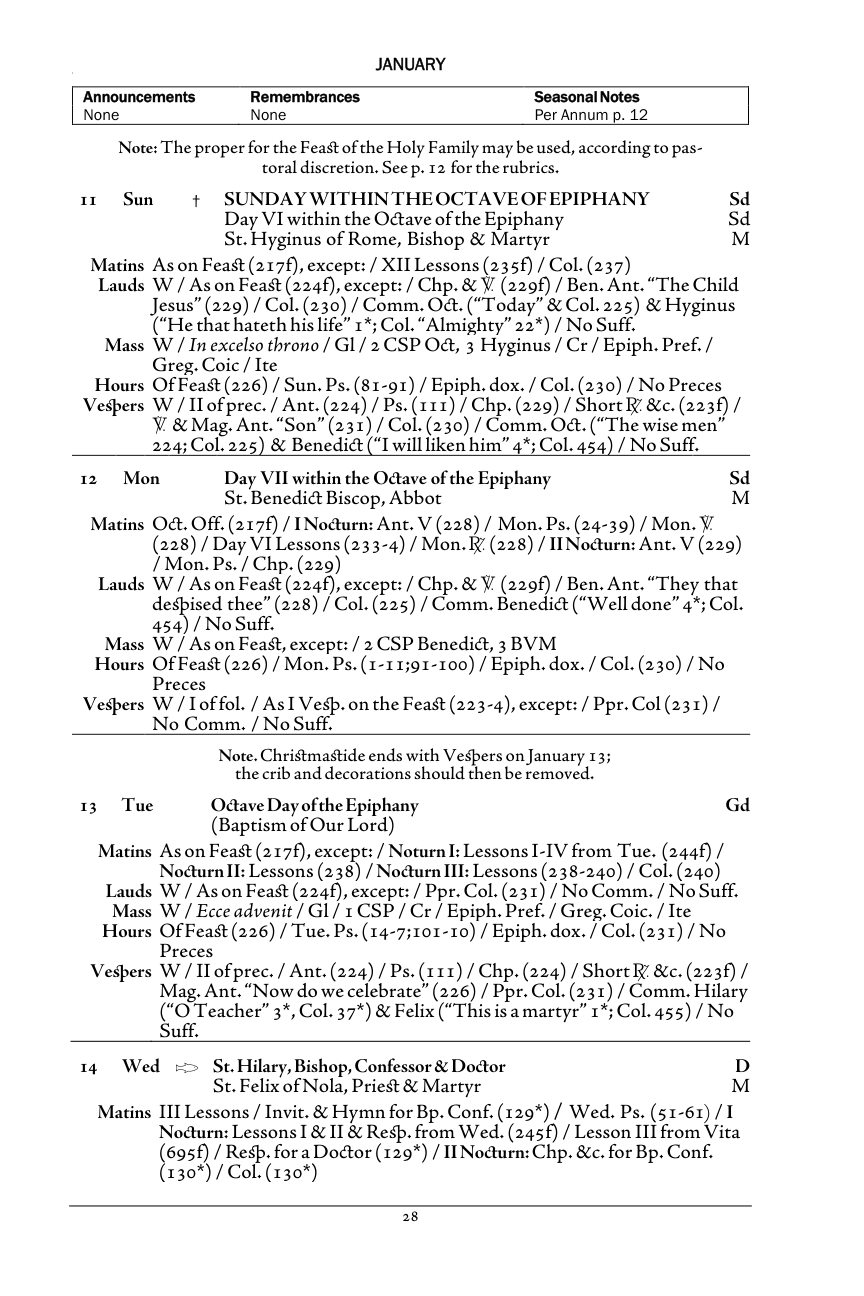 JANUARY
Announcements Remembrances Seasonal Notes
None None Per Annum p. 12
Note: The proper for the Feast of the Holy Family may be used, according to pas-
toral discretion. See p. 12 for the rubrics.
11 Sun † SUNDAY WITHIN THE OCTAVE OF EPIPHANY Sd
Day VI within the Octave of the Epiphany Sd
St. Hyginus of Rome, Bishop & Martyr M
Matins As on Feast (217f), except: / XII Lessons (235f) / Col. (237)
Lauds W / As on Feast (224f), except: / Chp. & ℣. (229f) / Ben. Ant. “The Child
Jesus” (229) / Col. (230) / Comm. Oct. (“Today” & Col. 225) & Hyginus
(“He that hateth his life” 1*; Col. “Almighty” 22*) / No Suff.
Mass W / In excelso throno / Gl / 2 CSP Oct, 3 Hyginus / Cr / Epiph. Pref. /
Greg. Coic / Ite
Hours Of Feast (226) / Sun. Ps. (81-91) / Epiph. dox. / Col. (230) / No Preces
Vespers W / II of prec. / Ant. (224) / Ps. (111) / Chp. (229) / Short ℟. &c. (223f) /
℣. & Mag. Ant. “Son” (231) / Col. (230) / Comm. Oct. (“The wise men”
224; Col. 225) & Benedict (“I will liken him” 4*; Col. 454) / No Suff.
12 Mon Day VII within the Octave of the Epiphany Sd
St. Benedict Biscop, Abbot M
Matins Oct. Off. (217f) / I Nocturn: Ant. V (228) / Mon. Ps. (24-39) / Mon. ℣.
(228) / Day VI Lessons (233-4) / Mon. ℟. (228) / II Nocturn: Ant. V (229)
/ Mon. Ps. / Chp. (229)
Lauds W / As on Feast (224f), except: / Chp. & ℣. (229f) / Ben. Ant. “They that
despised thee” (228) / Col. (225) / Comm. Benedict (“Well done” 4*; Col.
454) / No Suff.
Mass W / As on Feast, except: / 2 CSP Benedict, 3 BVM
Hours Of Feast (226) / Mon. Ps. (1-11;91-100) / Epiph. dox. / Col. (230) / No
Preces
Vespers W / I of fol. / As I Vesp. on the Feast (223-4), except: / Ppr. Col (231) /
No Comm. / No Suff.
Note. Christmastide ends with Vespers on January 13;
the crib and decorations should then be removed.
13 Tue Octave Day of the Epiphany Gd
(Baptism of Our Lord)
Matins As on Feast (217f), except: / Noturn I: Lessons I-IV from Tue. (244f) /
Nocturn II: Lessons (238) / Nocturn III: Lessons (238-240) / Col. (240)
Lauds W / As on Feast (224f), except: / Ppr. Col. (231) / No Comm. / No Suff.
Mass W / Ecce advenit / Gl / 1 CSP / Cr / Epiph. Pref. / Greg. Coic. / Ite
Hours Of Feast (226) / Tue. Ps. (14-7;101-10) / Epiph. dox. / Col. (231) / No
Preces
Vespers W / II of prec. / Ant. (224) / Ps. (111) / Chp. (224) / Short ℟. &c. (223f) /
Mag. Ant. “Now do we celebrate” (226) / Ppr. Col. (231) / Comm. Hilary
(“O Teacher” 3*, Col. 37*) & Felix (“This is a martyr” 1*; Col. 455) / No
Suff.
14 Wed St. Hilary, Bishop, Confessor & Doctor D
St. Felix of Nola, Priest & Martyr M
Matins III Lessons / Invit. & Hymn for Bp. Conf. (129*) / Wed. Ps. (51-61) / I
Nocturn: Lessons I & II & Resp. from Wed. (245f) / Lesson III from Vita
(695f) / Resp. for a Doctor (129*) / II Nocturn: Chp. &c. for Bp. Conf.
(130*) / Col. (130*)
28